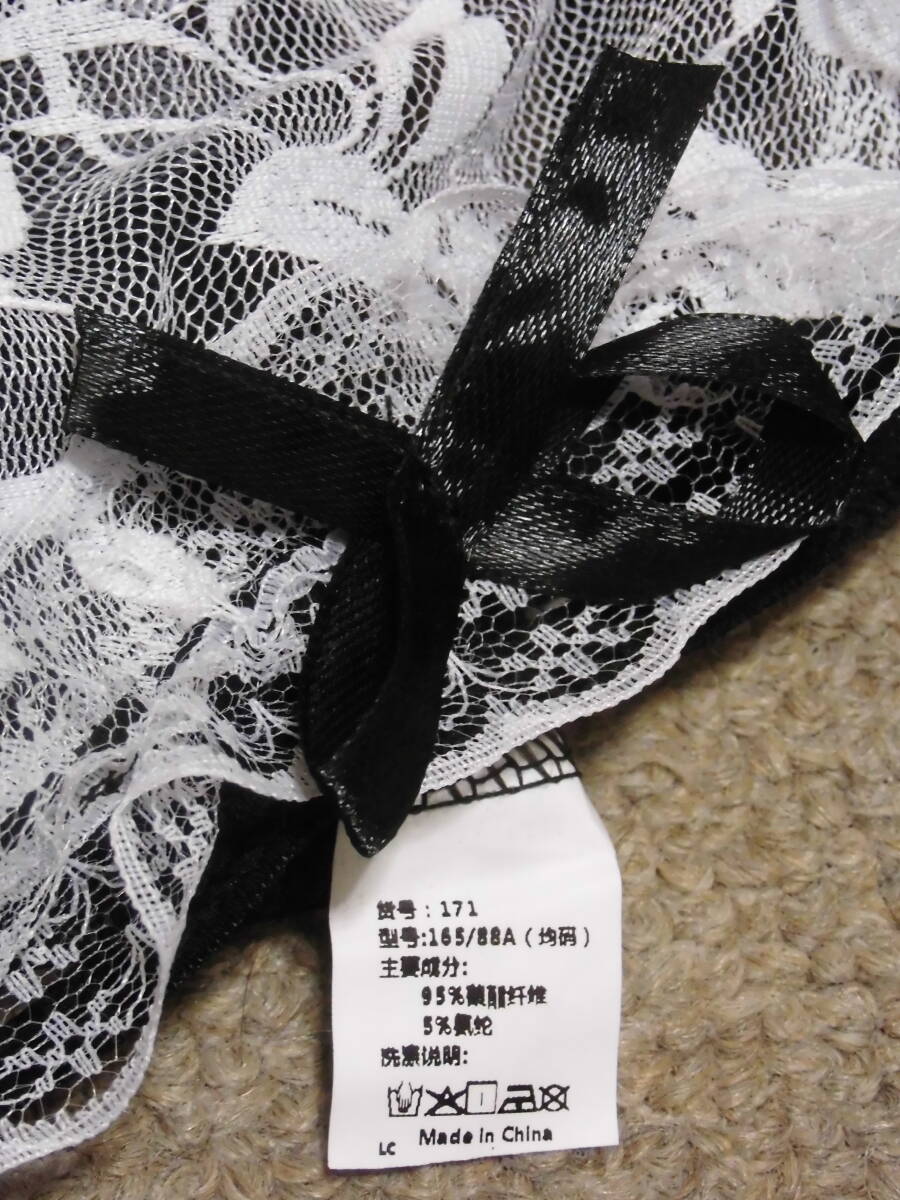 货号：171
型号:165/88A（均码）
主要成分:
95%聚酯纤维
5%氨纶
洗涤说明:
LC Made in China